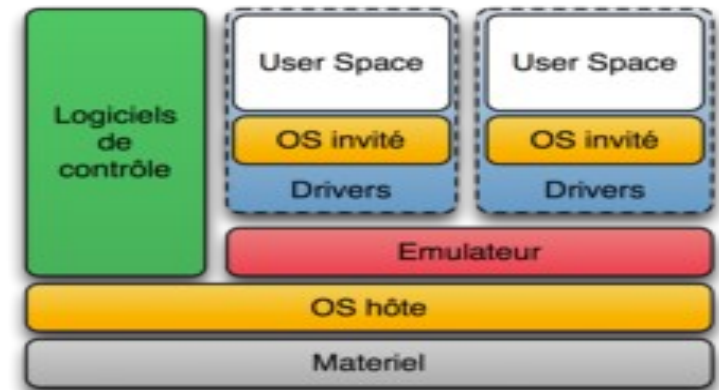 Logiciels
de
contrôle
User Space
OS invité
Drivers
User Space
OS invité
Drivers
Emulateur
OS hôte
Materiel